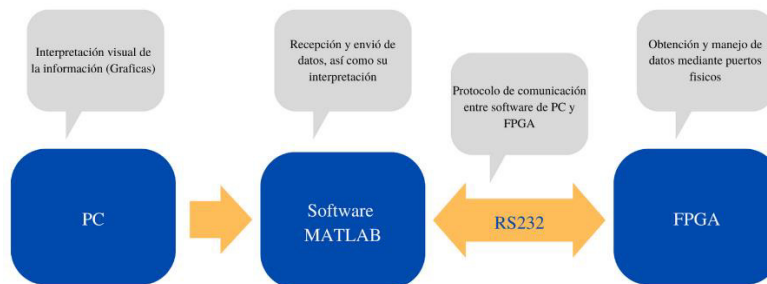 Interpretación visual de
la información (Graficas)
Recepción y envió de
datos, así como su
interpretación
Protocolo de comunicación
entre software de PC y
FPGA
Obtención y manejo de
datos mediante puertos
fisicos
PC
Software
MATLAB
RS232
FPGA